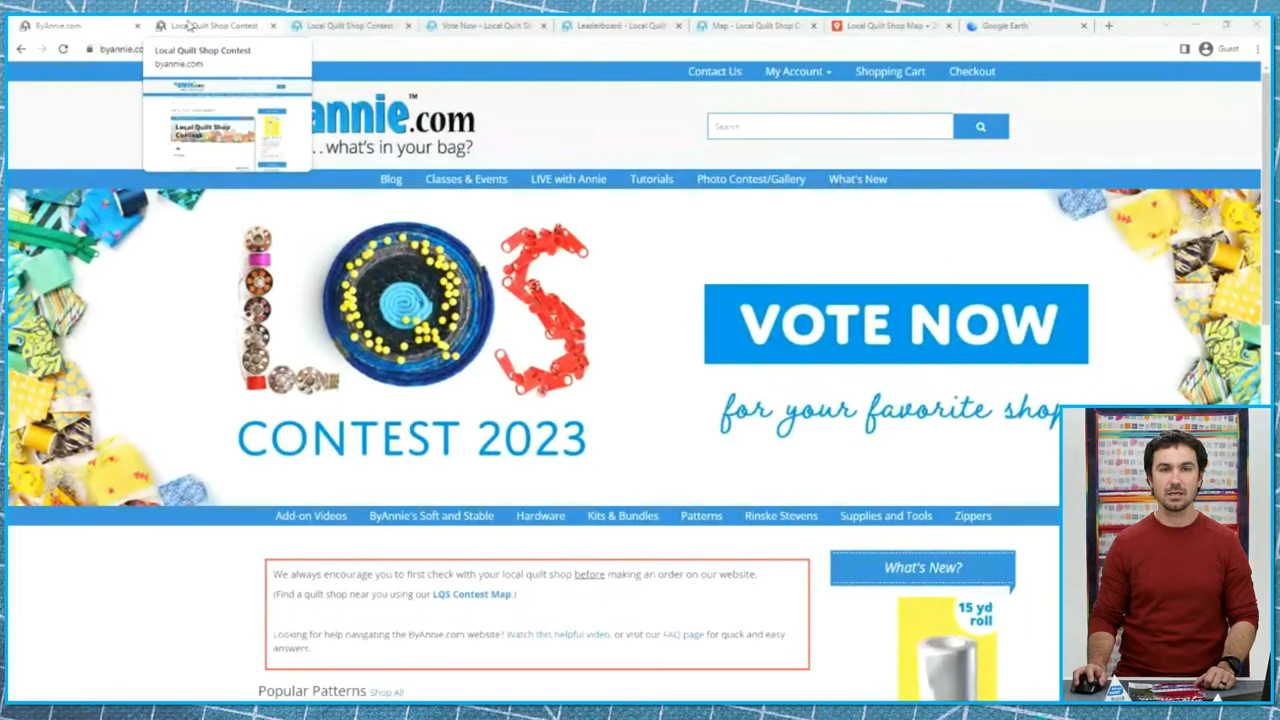 ByAnnie.com
Local Quilt Shop Contest
Local Quilt Shop Contest
Vote Now - Local Quilt Sh
Leaderboard - Local Quilt
Map - Local Quilt Shop C
Local Quilt Shop Map + 2
Google Earth
byannie.co
Guest
Local Quilt Shop Contest
byannie.com
Local Quilt Shop
Contest
Contact Us
My Account
Shopping Cart
Checkout
annie.com™
...what's in your bag?
Search
Blog
Classes & Events
LIVE with Annie
Tutorials
Photo Contest/Gallery
What's New
LQS
CONTEST 2023
VOTE NOW
for your favorite shop
Add-on Videos
ByAnnie's Soft and Stable
Hardware
Kits & Bundles
Patterns
Rinske Stevens
Supplies and Tools
Zippers
We always encourage you to first check with your local quilt shop before making an order on our website.
(Find a quilt shop near you using our LQS Contest Map.)
Looking for help navigating the ByAnnie.com website? Watch this helpful video, or visit our FAQ page for quick and easy
answers.
What's New?
15 yd
roll
Popular Patterns Shop All